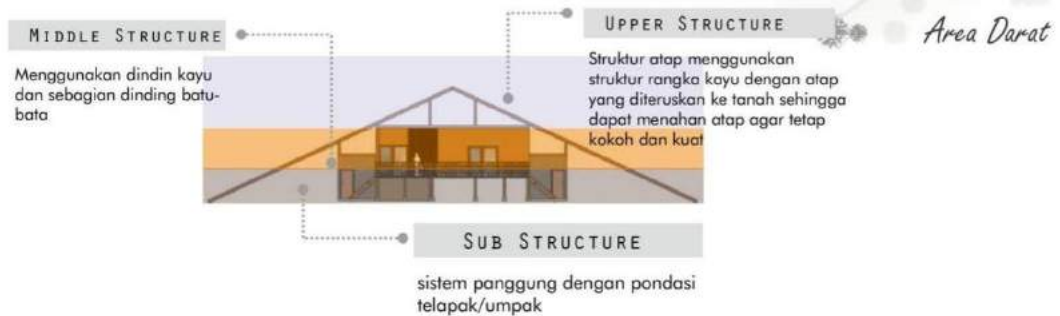 MIDDLE STRUCTURE
Menggunakan dindin kayu
dan sebagian dinding batu-
bata
UPPER STRUCTURE
Struktur atap menggunakan
struktur rangka kayu dengan atap
yang diteruskan ke tanah sehingga
dapat menahan atap agar tetap
kokoh dan kuat
Area Darat
SUB STRUCTURE
sistem panggung dengan pondasi
telapak/umpak